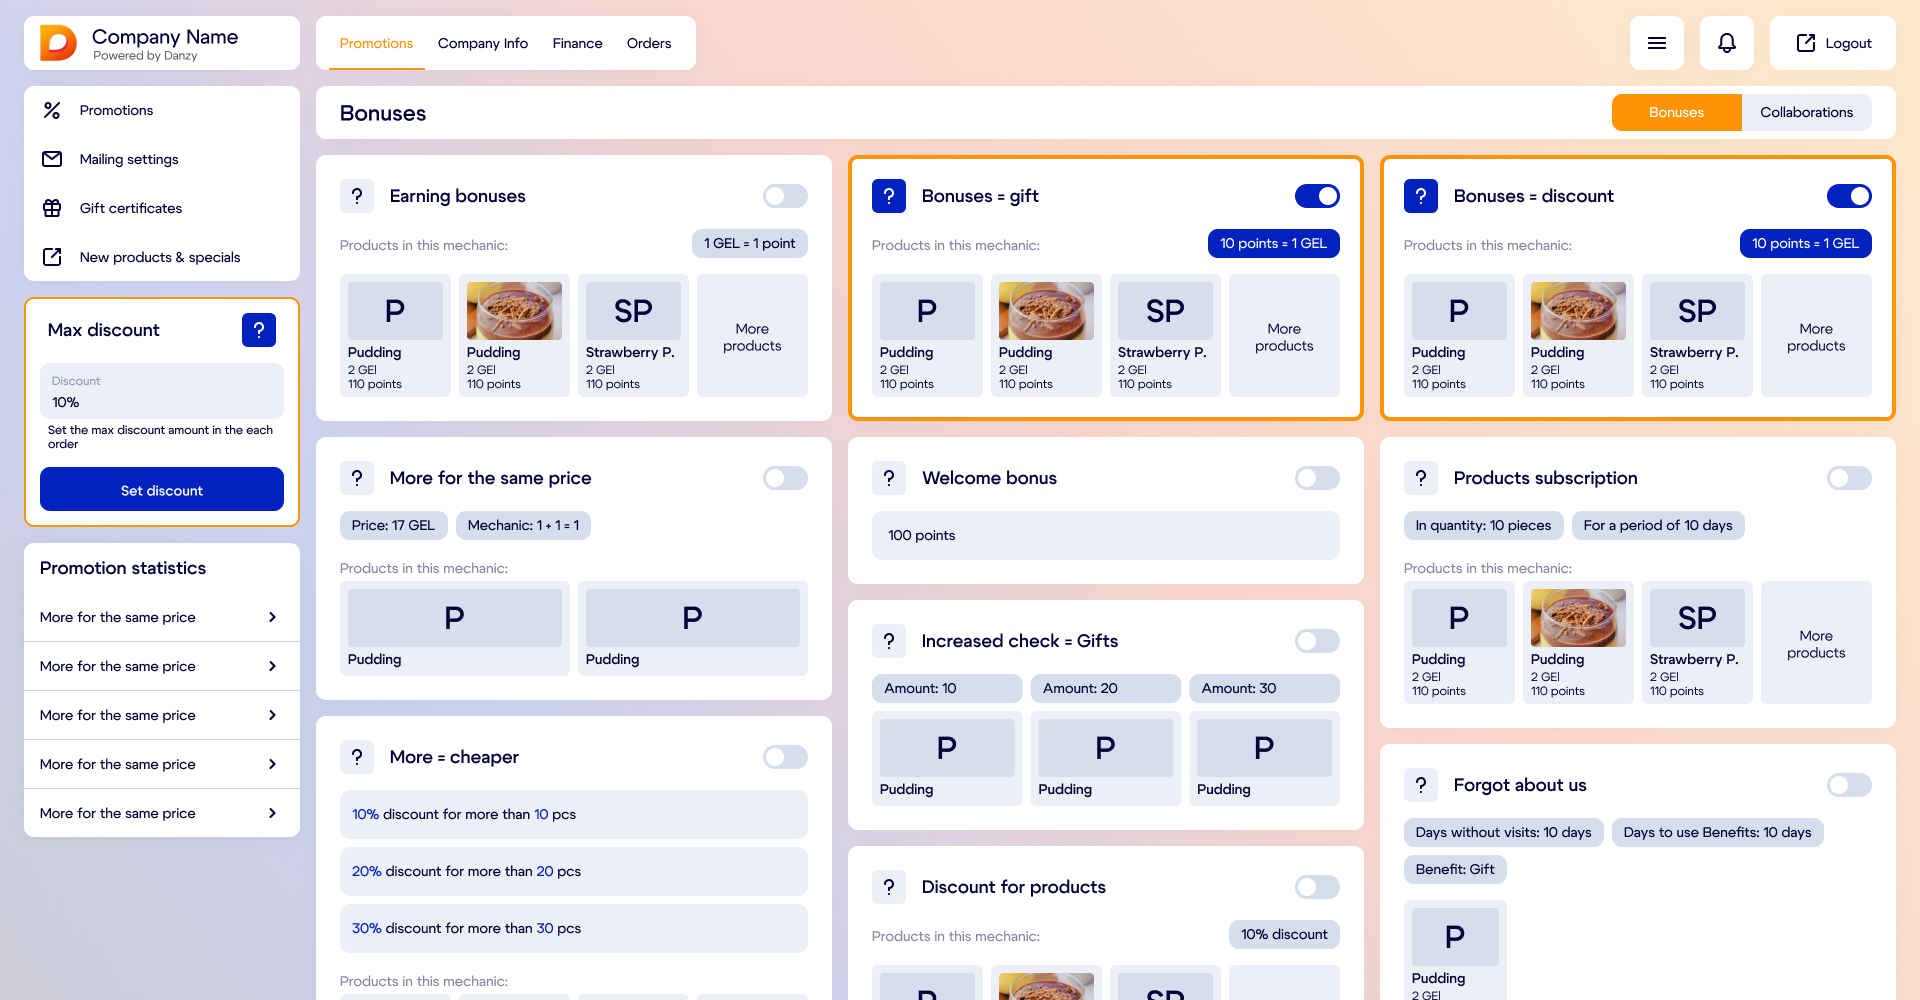 Company Name
Powered by Danzy
Promotions
Company Info
Finance
Orders
Logout
Promotions
Mailing settings
Gift certificates
New products & specials
Max discount
?
Discount
10%
Set the max discount amount in the each
order
Set discount
Promotion statistics
More for the same price
More for the same price
More for the same price
More for the same price
More for the same price
Bonuses
Bonuses
Collaborations
?
Earning bonuses
Products in this mechanic:
1 GEL = 1 point
P
Pudding
2 GEl
110 points
Pudding
2 GEl
110 points
SP
Strawberry P.
2 GEl
110 points
More
products
?
Bonuses = gift
Products in this mechanic:
10 points = 1 GEL
P
Pudding
2 GEl
110 points
Pudding
2 GEl
110 points
SP
Strawberry P.
2 GEl
110 points
More
products
?
Bonuses = discount
Products in this mechanic:
10 points = 1 GEL
P
Pudding
2 GEl
110 points
Pudding
2 GEl
110 points
SP
Strawberry P.
2 GEl
110 points
More
products
?
More for the same price
Price: 17 GEL
Mechanic: 1 + 1 = 1
Products in this mechanic:
P
Pudding
P
Pudding
?
More = cheaper
10% discount for more than 10 pcs
20% discount for more than 20 pcs
30% discount for more than 30 pcs
Products in this mechanic:
?
Welcome bonus
100 points
?
Increased check = Gifts
Amount: 10
Amount: 20
Amount: 30
P
Pudding
P
Pudding
P
Pudding
?
Discount for products
Products in this mechanic:
10% discount
P
SP
?
Products subscription
In quantity: 10 pieces
For a period of 10 days
Products in this mechanic:
P
Pudding
2 GEl
110 points
Pudding
2 GEl
110 points
SP
Strawberry P.
2 GEl
110 points
More
products
?
Forgot about us
Days without visits: 10 days
Days to use Benefits: 10 days
Benefit: Gift
P
Pudding
2 GEl